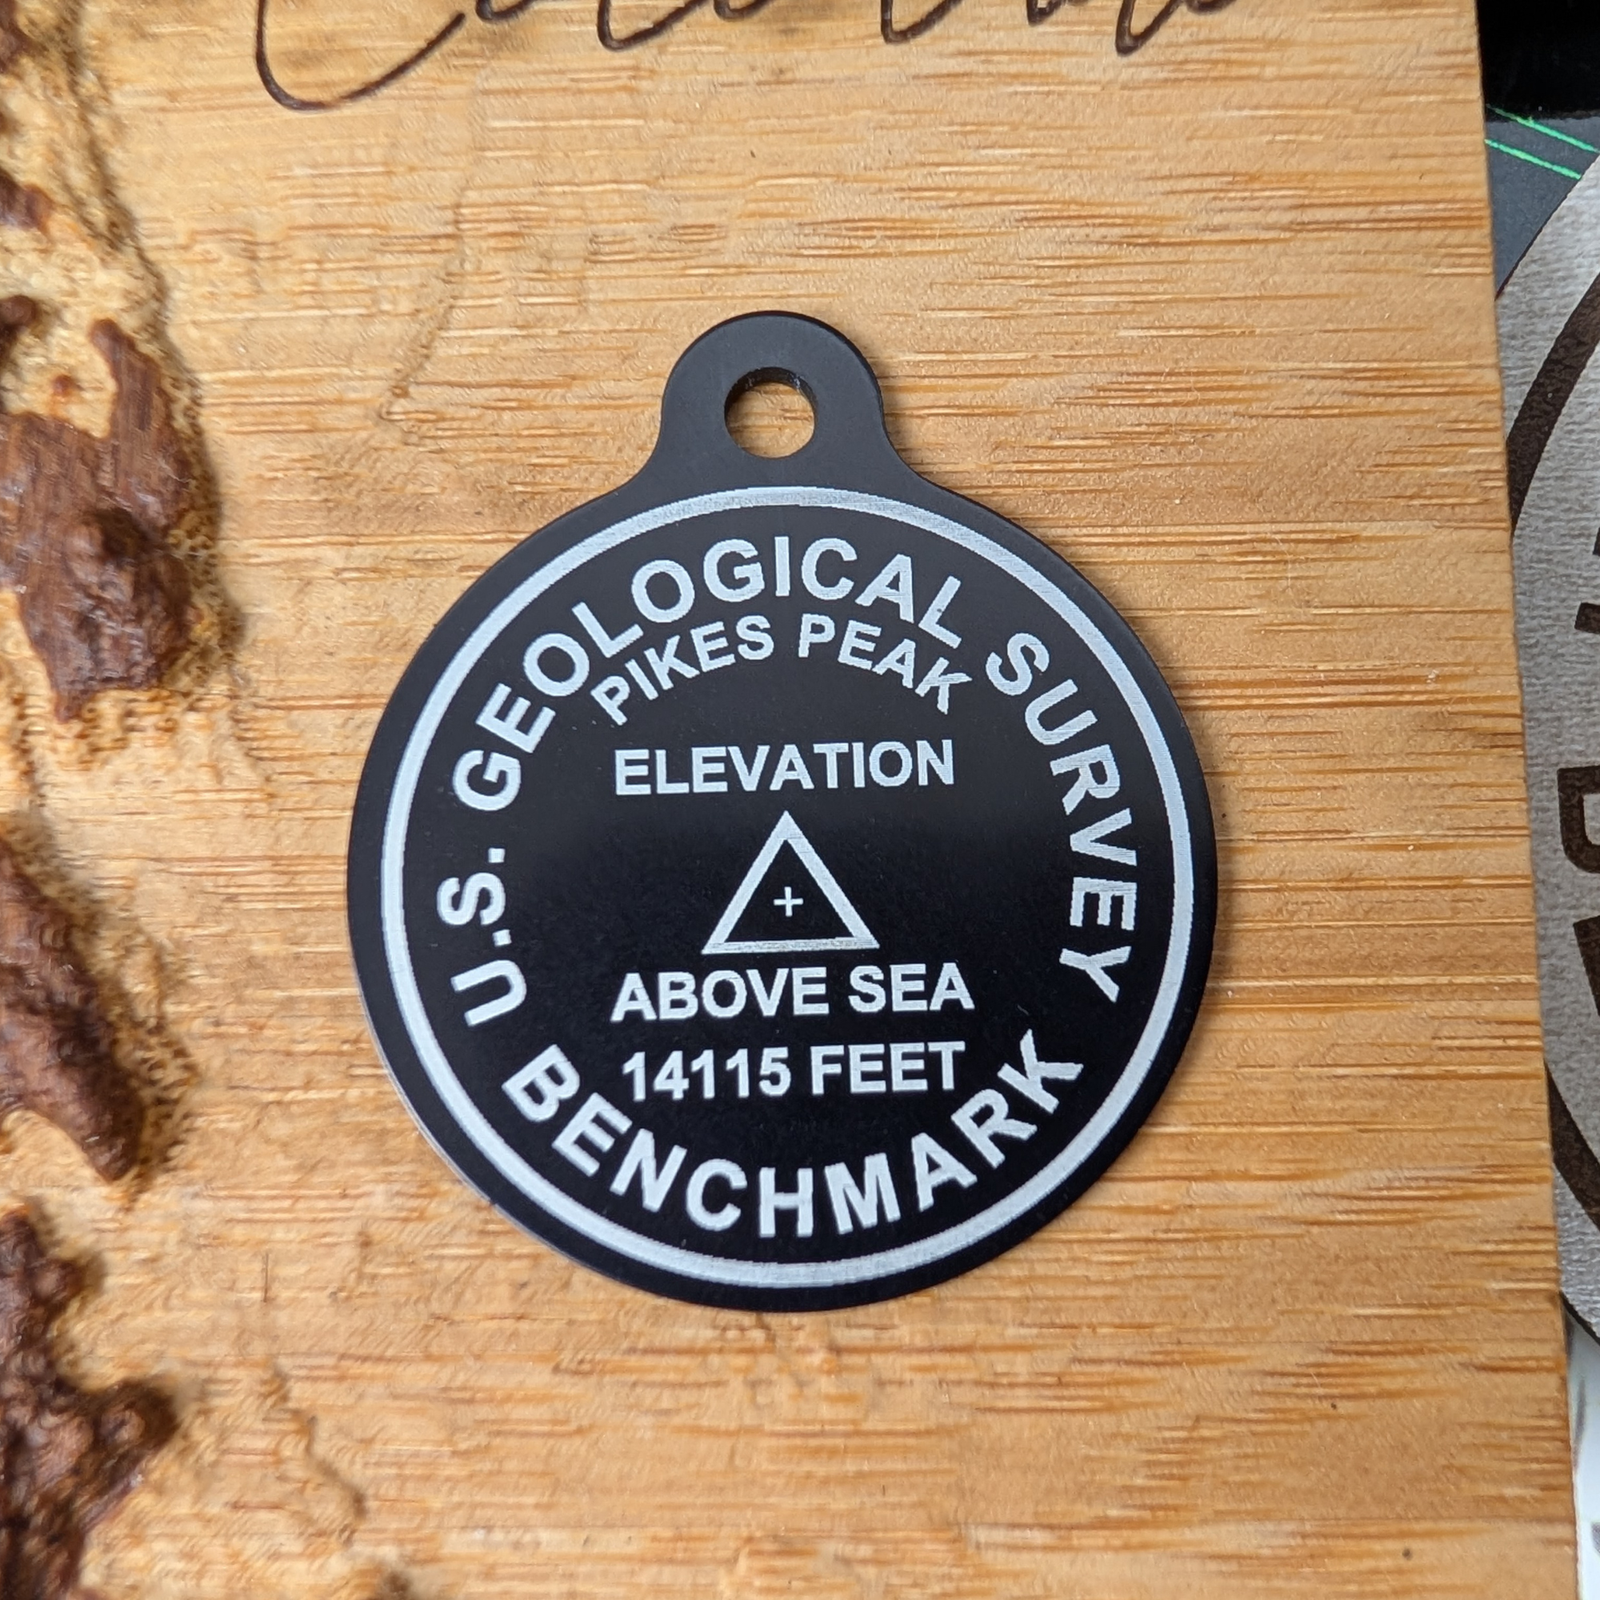 U.S. GEOLOGICAL SURVEY
PIKES PEAK
ELEVATION
ABOVE SEA
14115 FEET
BENCHMARK